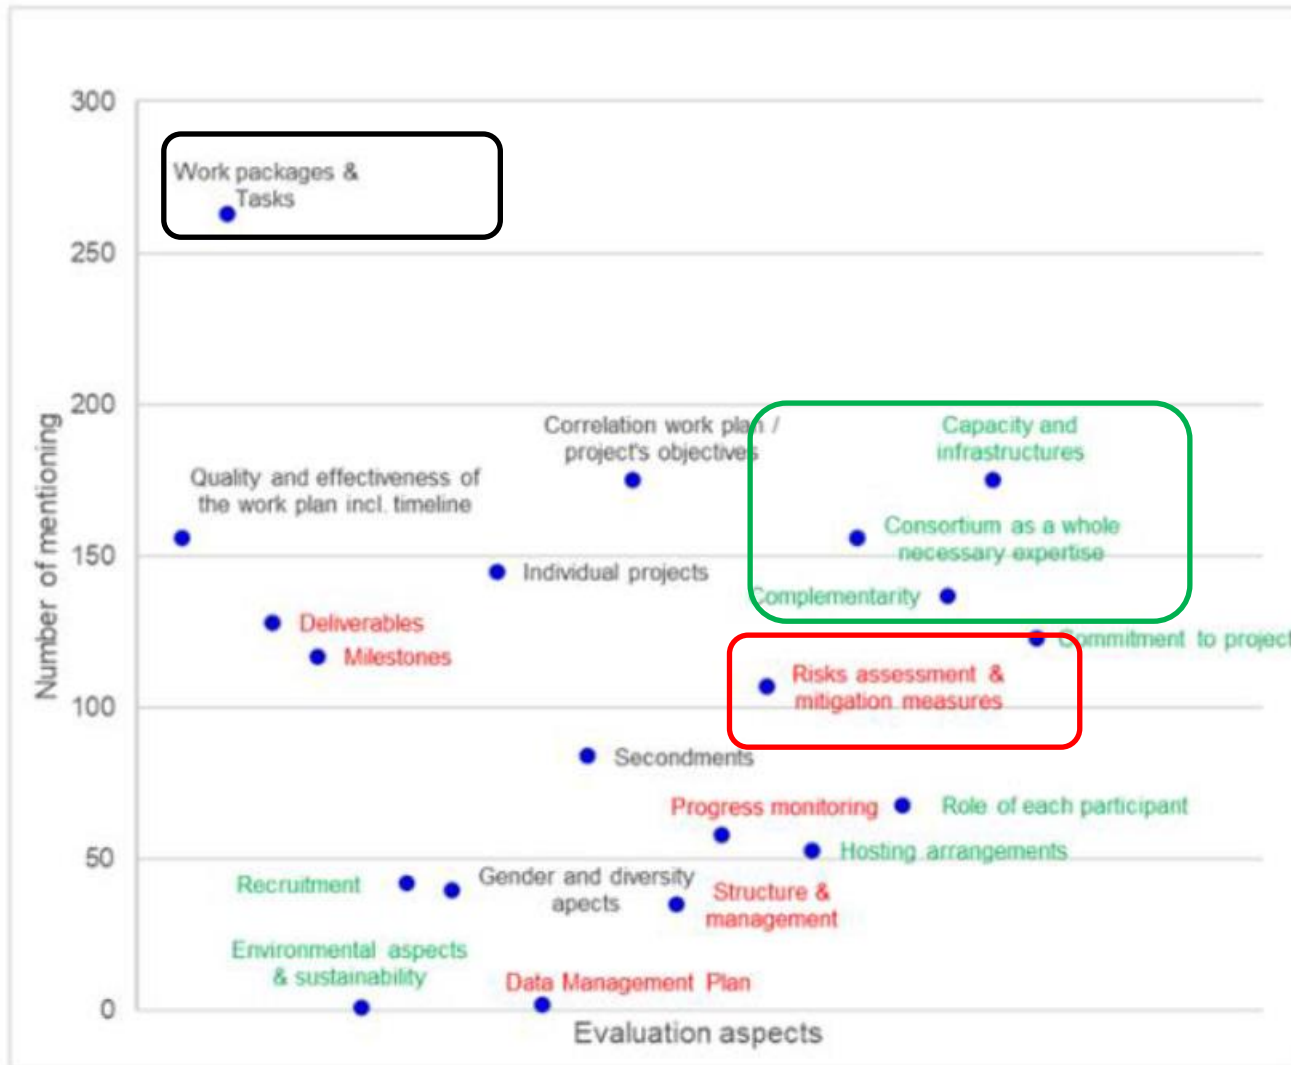 300
Work packages &
Tasks
250
200
Correlation work plan /
project's objectives
Capacity and
infrastructures
Quality and effectiveness of
the work plan incl. timeline
Consortium as a whole
necessary expertise
150
Individual projects
Complementarity
Deliverables
Commitment to project
Milestones
Risks assessment &
mitigation measures
100
Secondments
Progress monitoring
Role of each participant
50
Hosting arrangements
Recruitment
Gender and diversity
apects
Structure &
management
Environmental aspects
& sustainability
Data Management Plan
0
Evaluation aspects
Number of mentioning